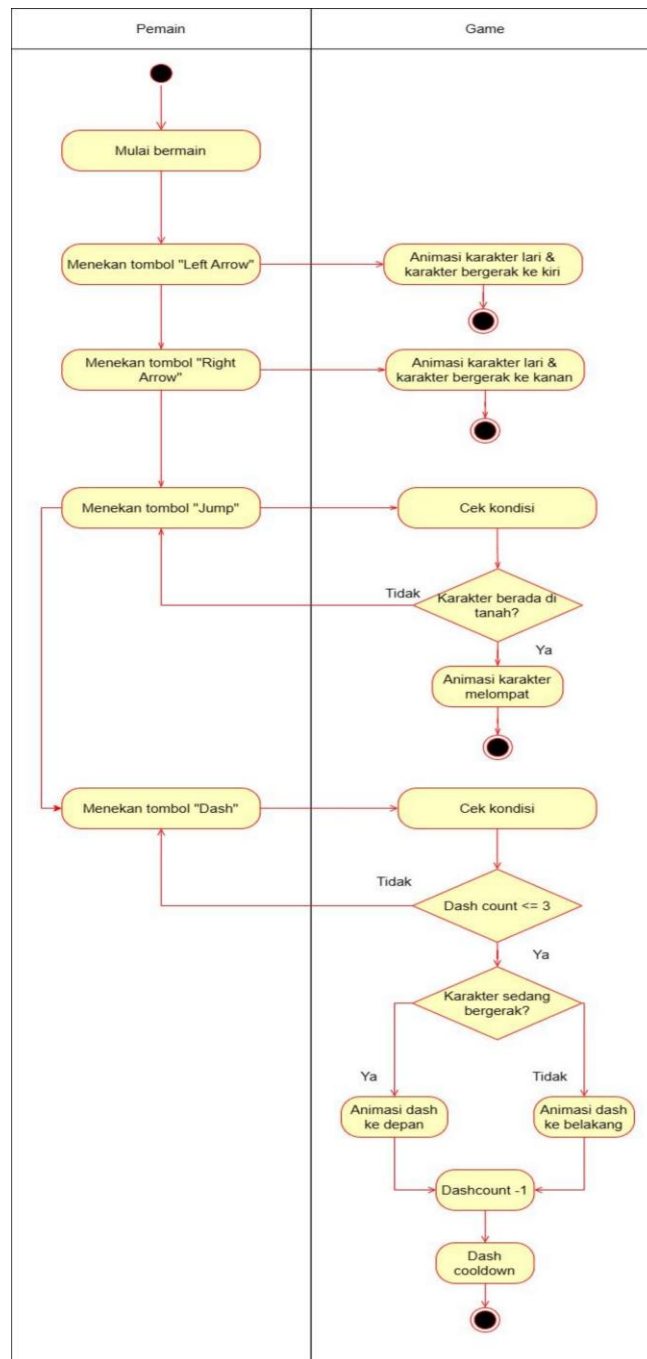 Pemain
Game
Mulai bermain
Menekan tombol "Left Arrow"
Animasi karakter lari &
karakter bergerak ke kiri
Menekan tombol "Right
Arrow"
Animasi karakter lari &
karakter bergerak ke kanan
Menekan tombol "Jump"
Cek kondisi
Tidak
Karakter berada di
tanah?
Ya
Animasi karakter
melompat
Menekan tombol "Dash"
Cek kondisi
Tidak
Dash count <= 3
Ya
Karakter sedang
bergerak?
Ya
Tidak
Animasi dash
ke depan
Animasi dash
ke belakang
Dashcount -1
Dash
cooldown